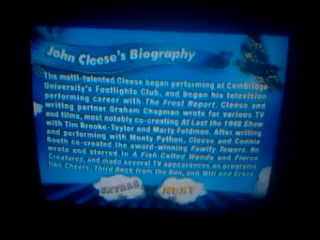 John Cleese's Biography
The multi-talented Cleese began performing at Cambridge
University's Footlights Club, and began his television
performing career with The Frost Report. Cleese and
writing partner Graham Chapman wrote for various TV
and films, most notably co-creating At Last the 1948 Show
with Tim Brooke-Taylor and Marty Feldman. After writing
and performing with Monty Python, Cleese and Connie
Booth co-created the award-winning Fawlty Towers. He
wrote and starred in A Fish Called Wanda and Fierce
Creatures, and made several TV appearances on programs
like Cheers, Third Rock from the Sun, and Will and Grace.
EXTRAS